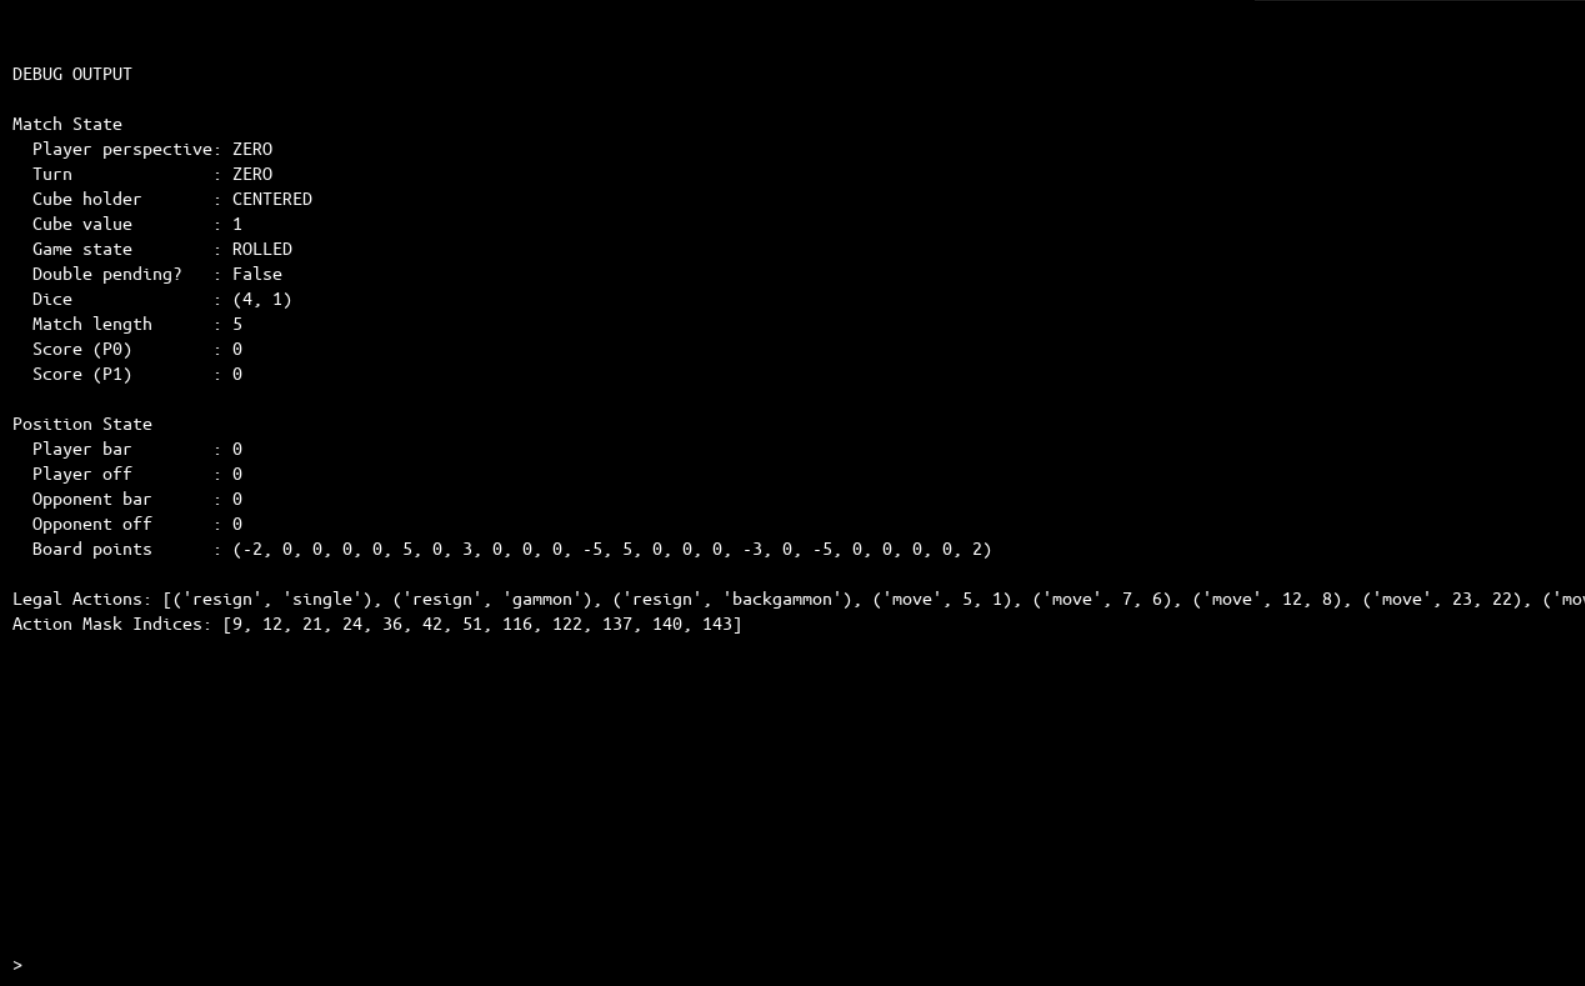 DEBUG OUTPUT
Match State
Player perspective: ZERO
Turn : ZERO
Cube holder : CENTERED
Cube value : 1
Game state : ROLLED
Double pending? : False
Dice : (4, 1)
Match length : 5
Score (P0) : 0
Score (P1) : 0
Position State
Player bar : 0
Player off : 0
Opponent bar : 0
Opponent off : 0
Board points : (-2, 0, 0, 0, 0, 5, 0, 3, 0, 0, 0, -5, 5, 0, 0, 0, -3, 0, -5, 0, 0, 0, 0, 2)
Legal Actions: [('resign', 'single'), ('resign', 'gammon'), ('resign', 'backgammon'), ('move', 5, 1), ('move', 7, 6), ('move', 12, 8), ('move', 23, 22), ('mov
Action Mask Indices: [9, 12, 21, 24, 36, 42, 51, 116, 122, 137, 140, 143]
>